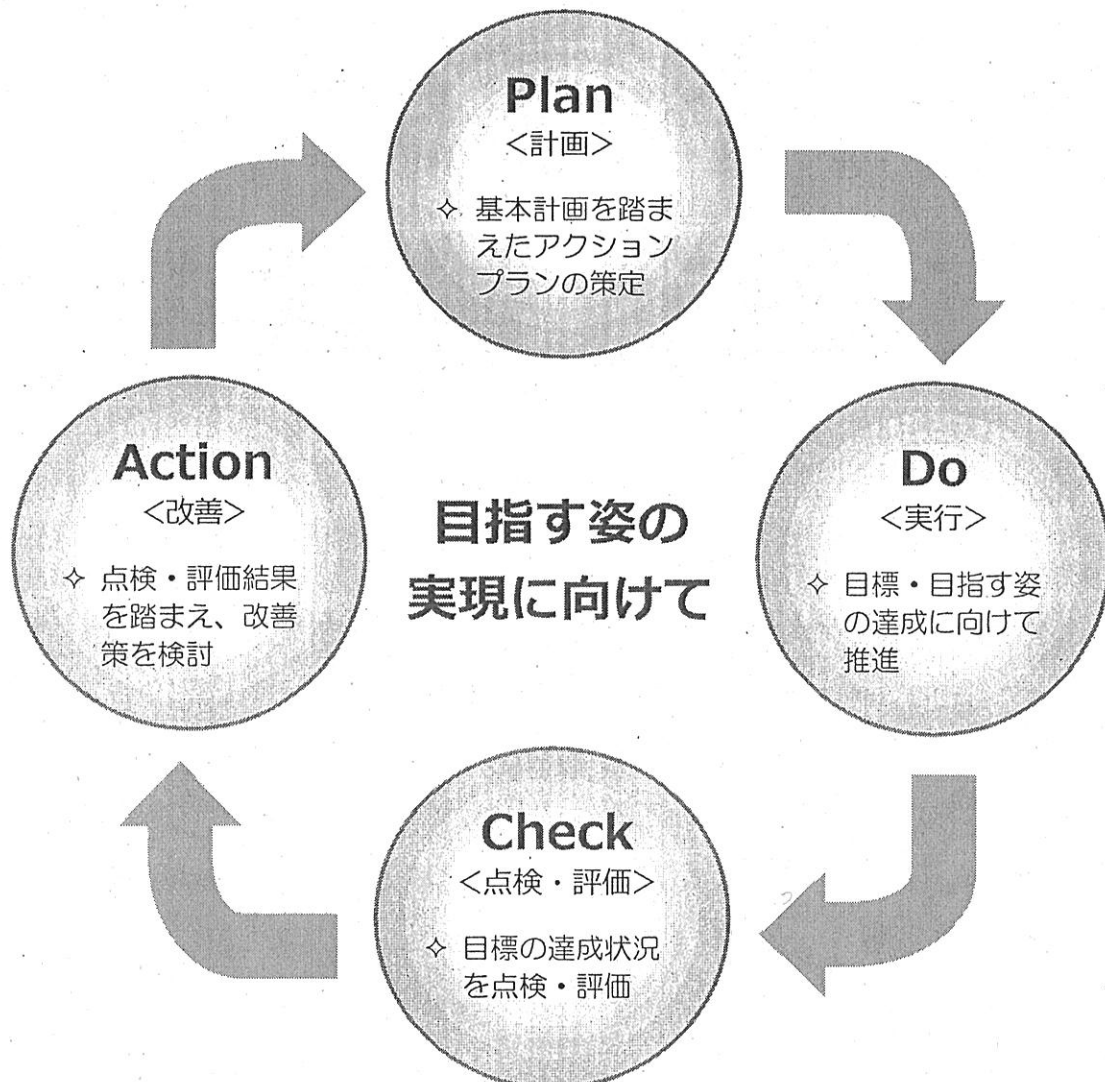 Plan
<計画>
✧ 基本計画を踏ま
えたアクション
プランの策定
Do
<実行>
✧ 目標・目指す姿
の達成に向けて
推進
Check
<点検・評価>
✧ 目標の達成状況
を点検・評価
Action
<改善>
✧ 点検・評価結果
を踏まえ、改善
策を検討
目指す姿の
実現に向けて